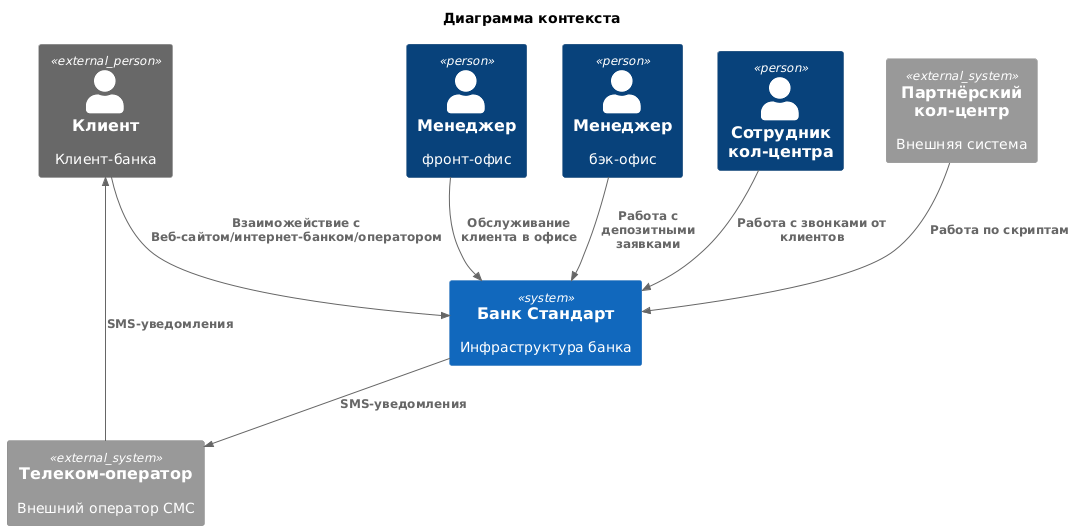 Диаграмма контекста
«external_person»
Клиент
Клиент-банка
«person»
Менеджер
фронт-офис
«person»
Менеджер
бэк-офис
«person»
Сотрудник
кол-центра
«external_system»
Партнёрский
кол-центр
Внешняя система
Взаиможействие с
Веб-сайтом/интернет-банком/оператором
Обслуживание
клиента в офисе
Работа с
депозитными
заявками
Работа с звонками от
клиентов
Работа по скриптам
«system»
Банк Стандарт
Инфраструктура банка
SMS-уведомления
SMS-уведомления
«external_system»
Телеком-оператор
Внешний оператор СМС